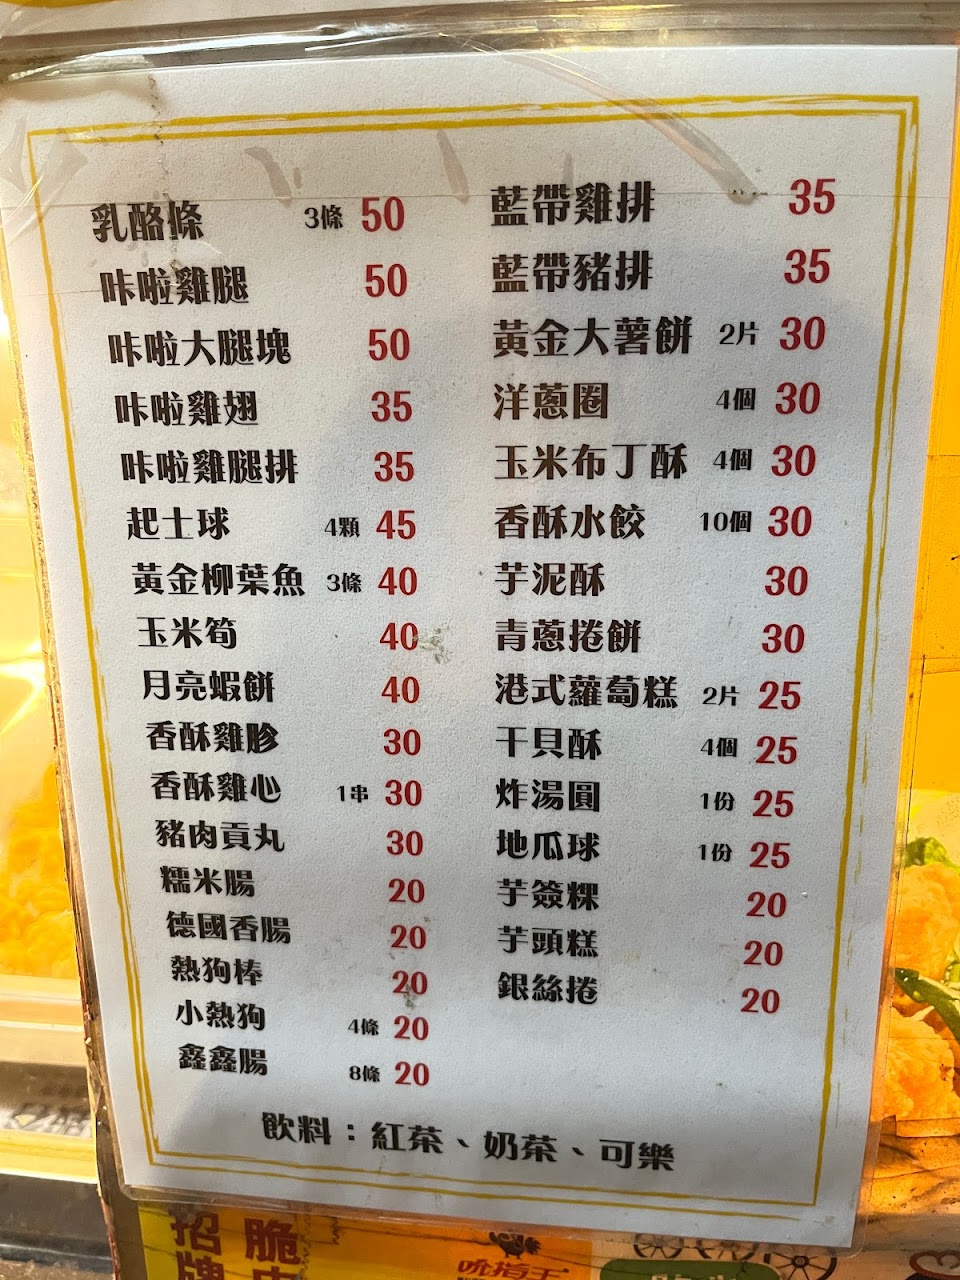 乳酪條 3條 50
咔啦雞腿 50
咔啦大腿塊 50
咔啦雞翅 35
咔啦雞腿排 35
起士球 4顆 45
黃金柳葉魚 3條 40
玉米筍 40
月亮蝦餅 40
香酥雞胗 30
香酥雞心 1串 30
豬肉貢丸 30
糯米腸 20
德國香腸 20
熱狗棒 20
小熱狗 4條 20
鑫鑫腸 8條 20
藍帶雞排 35
藍帶豬排 35
黃金大薯餅 2片 30
洋蔥圈 4個 30
玉米布丁酥 4個 30
香酥水餃 10個 30
芋泥酥 30
青蔥捲餅 30
港式蘿蔔糕 2片 25
干貝酥 4個 25
炸湯圓 1份 25
地瓜球 1份 25
芋簽粿 20
芋頭糕 20
銀絲捲 20
飲料：紅茶、奶茶、可樂
招牌 脆皮
吮指王